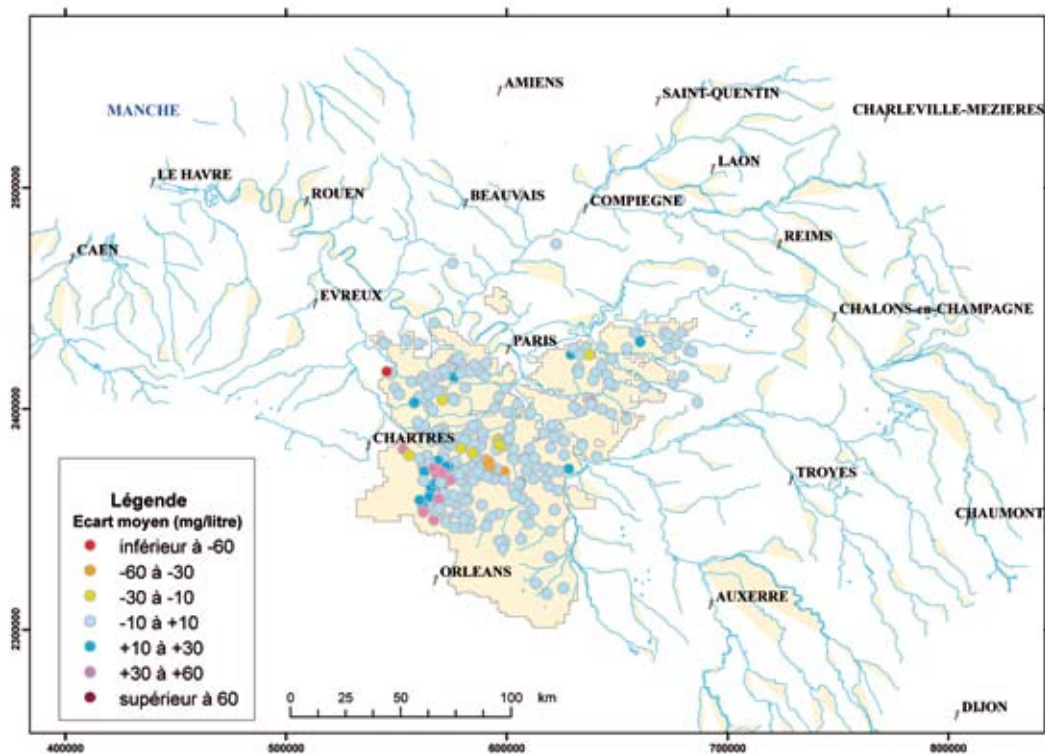 AMIENS
SAINT-QUENTIN
MANCHE
CHARLEVILLE-MEZIERES
LAON
LE HAVRE
ROUEN
BEAUVAIS
COMPIEGNE
REIMS
CAEN
EVREUX
CHALONS-en-CHAMPAGNE
PARIS
CHARTRES
TROYES
CHAUMONT
ORLEANS
AUXERRE
DIJON
2500000
2400000
2300000
Légende
Ecart moyen (mg/litre)
inférieur à -60
-60 à -30
-30 à -10
-10 à +10
+10 à +30
+30 à +60
supérieur à 60
0 25 50 100 km
400000 500000 600000 700000 8000000